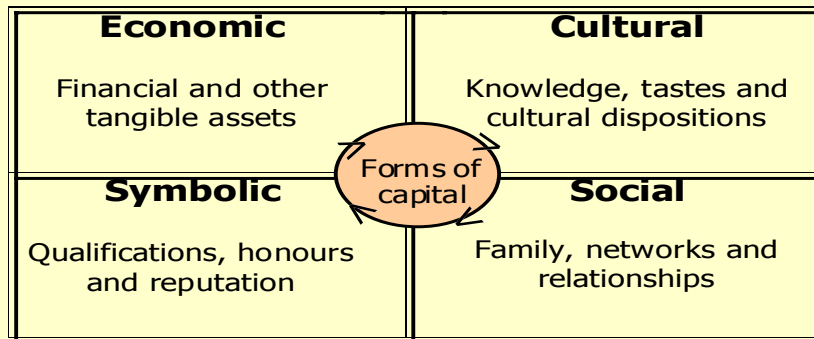 Economic
Financial and other
tangible assets
Cultural
Knowledge, tastes and
cultural dispositions
Forms of
capital
Symbolic
Qualifications, honours
and reputation
Social
Family, networks and
relationships